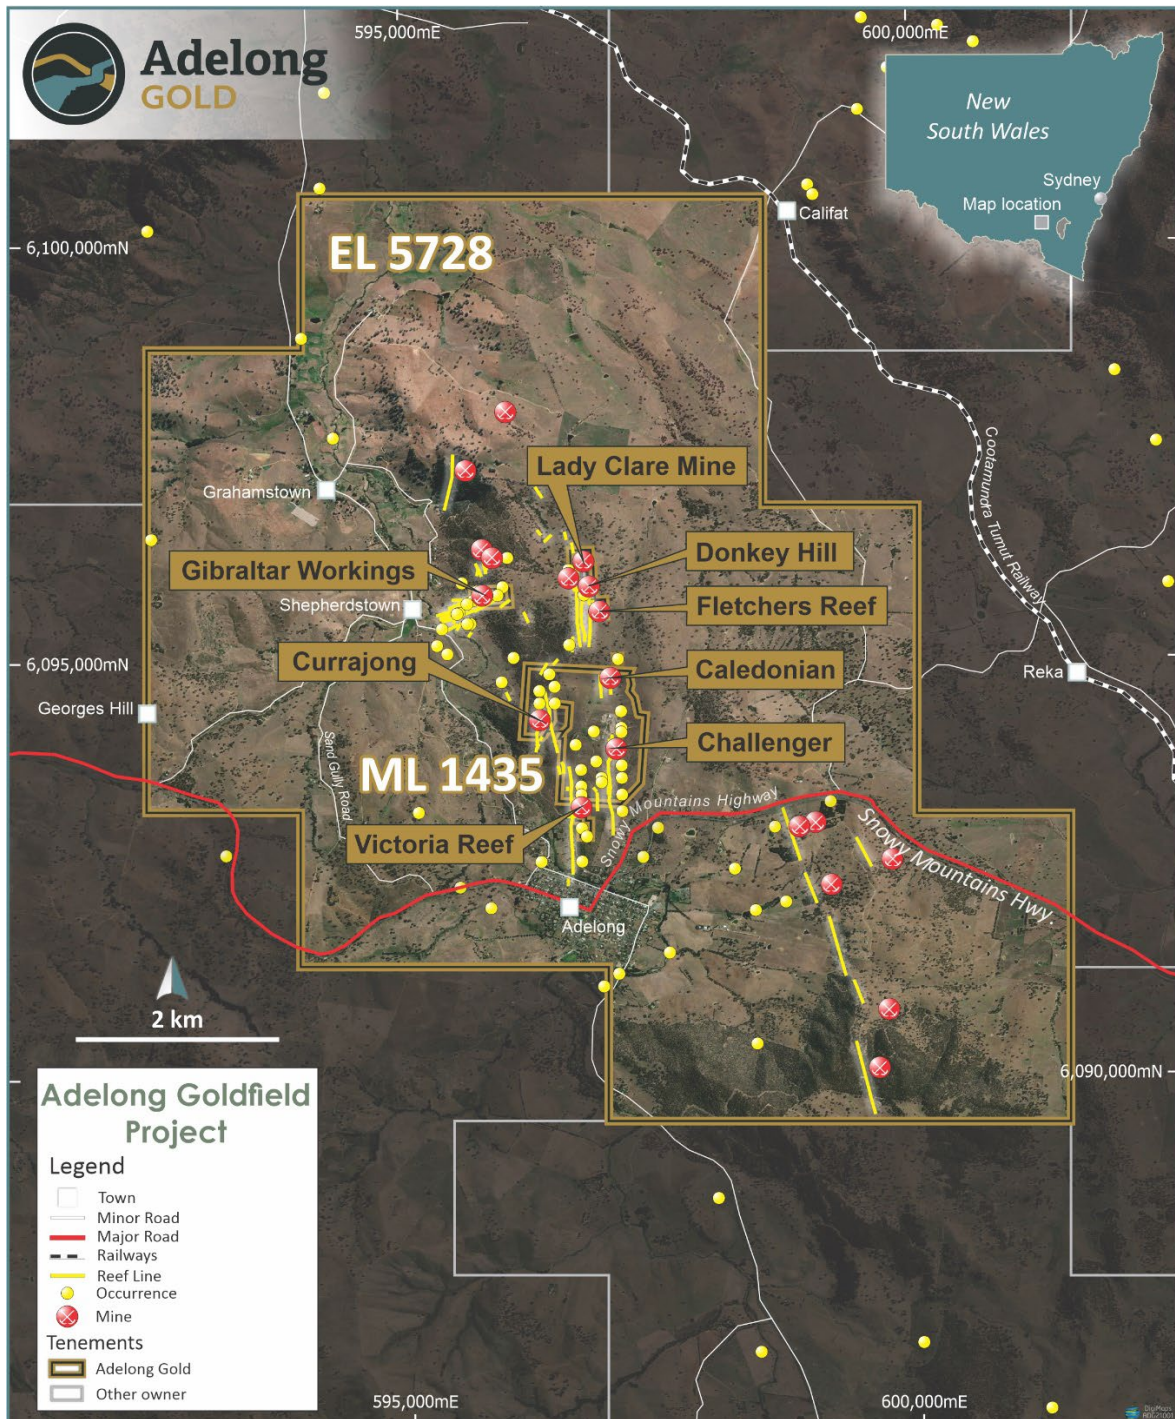 Adelong
GOLD
595,000mE
600,000mE
New
South Wales
Sydney
Map location
Califat
6,100,000mN
EL 5728
Cootamundra Tumut Railway
Lady Clare Mine
Grahamstown
Donkey Hill
Gibraltar Workings
Shepherdstown
Fletchers Reef
Currajong
Caledonian
6,095,000mN
Reka
Georges Hill
Challenger
Sand Gully Road
ML 1435
Snowy Mountains Highway
Victoria Reef
Snowy Mountains Hwy.
Adelong
2 km
6,090,000mN
Adelong Goldfield
Project
Legend
Town
Minor Road
Major Road
Railways
Reef Line
Occurrence
Mine
Tenements
Adelong Gold
Other owner
595,000mE
600,000mE